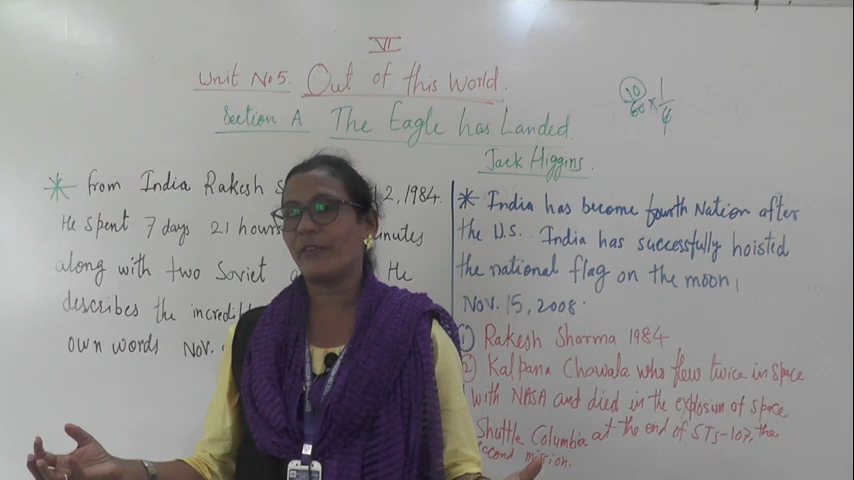 VI
Unit No 5. Out of this World.
Section A The Eagle has Landed.
Jack Higgins.
10/60 × 1/6
* from India Rakesh S 2, 1984.
He spent 7 days 21 hours nutes
along with two Soviet He
describes the incredi
own words Nov.
* India has become fourth Nation after
the U.S.. India has successfully hoisted
the national flag on the moon,
Nov. 15, 2008.
① Rakesh Sharma 1984
② Kalpana Chawala who flew twice in space
with NASA and died in the explosion of space
Shuttle Columbia at the end of STS-107, the
second mission.